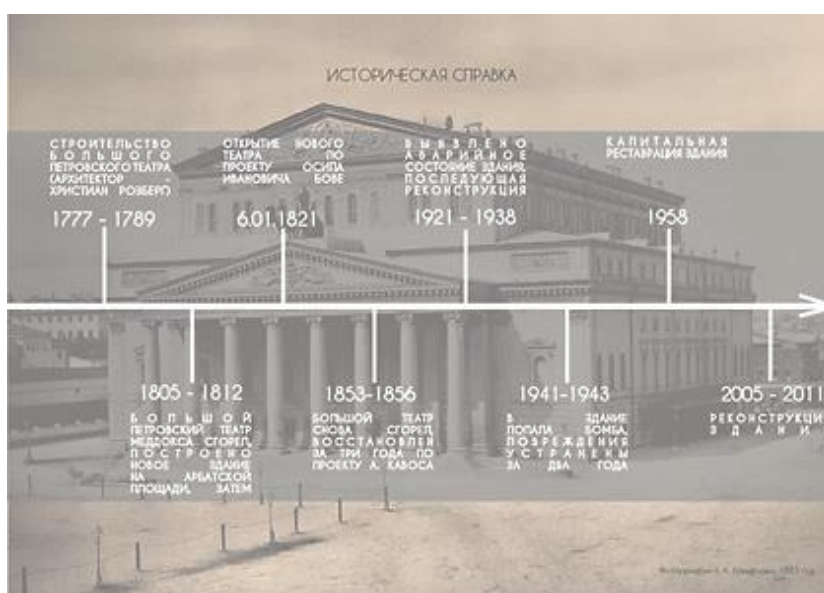 ИСТОРИЧЕСКАЯ СПРАВКА
СТРОИТЕЛЬСТВО
БОЛЬШОГО
ПЕТРОВСКОГО ТЕАТРА
(АРХИТЕКТОР
ХРИСТИАН РОЗБЕРГ)
1777 - 1789
ОТКРЫТИЕ НОВОГО
ТЕАТРА ПО
ПРОЕКТУ ОСИПА
ИВАНОВИЧА БОВЕ
6.01.1821
ВЫЯВЛЕНО
АВАРИЙНОЕ
СОСТОЯНИЕ ЗДАНИЯ,
ПОСЛЕДУЮЩАЯ
РЕКОНСТРУКЦИЯ
1921 - 1938
КАПИТАЛЬНАЯ
РЕСТАВРАЦИЯ ЗДАНИЯ
1958
1805 - 1812
БОЛЬШОЙ
ПЕТРОВСКИЙ ТЕАТР
МЕДДОКСА СГОРЕЛ,
ПОСТРОЕНО
НОВОЕ ЗДАНИЕ
НА АРБАТСКОЙ
ПЛОЩАДИ, ЗАТЕМ
1853-1856
БОЛЬШОЙ ТЕАТР
СНОВА СГОРЕЛ,
ВОССТАНОВЛЕН
ЗА ТРИ ГОДА ПО
ПРОЕКТУ А. КАВОСА
1941-1943
В ЗДАНИЕ
ПОПАЛА БОМБА,
ПОВРЕЖДЕНИЯ
УСТРАНЕНЫ
ЗА ДВА ГОДА
2005 - 2011
РЕКОНСТРУКЦИ
ЗДАНИ